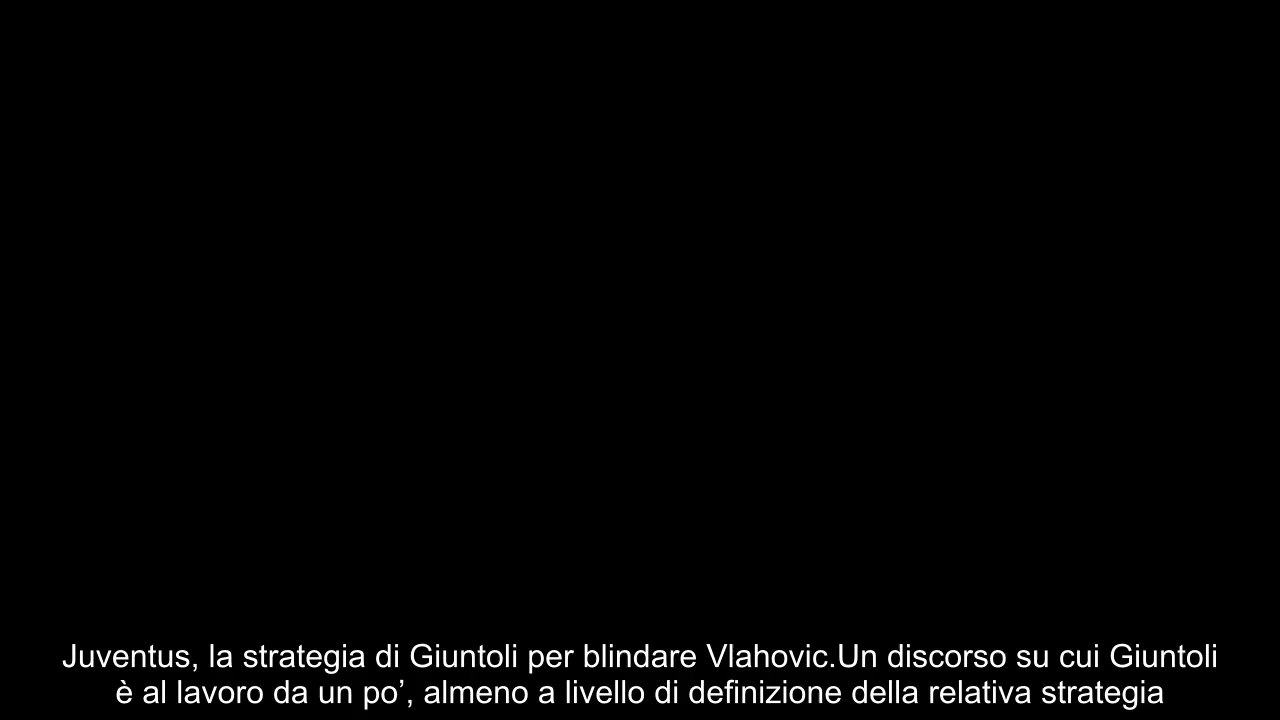 Juventus, la strategia di Giuntoli per blindare Vlahovic.Un discorso su cui Giuntoli
è al lavoro da un po’, almeno a livello di definizione della relativa strategia